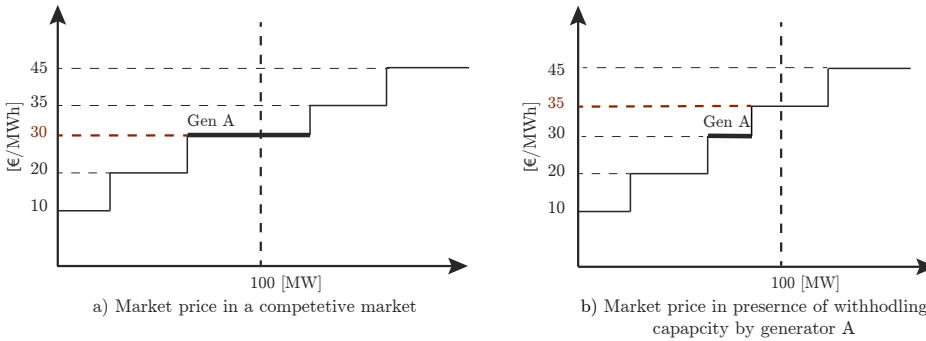 45
35
Gen A
30
20
10
[€/MWh]
100 [MW]
a) Market price in a competetive market
45
35
Gen A
30
20
10
[€/MWh]
100 [MW]
b) Market price in preserнce of withhodling
capapcity by generator A